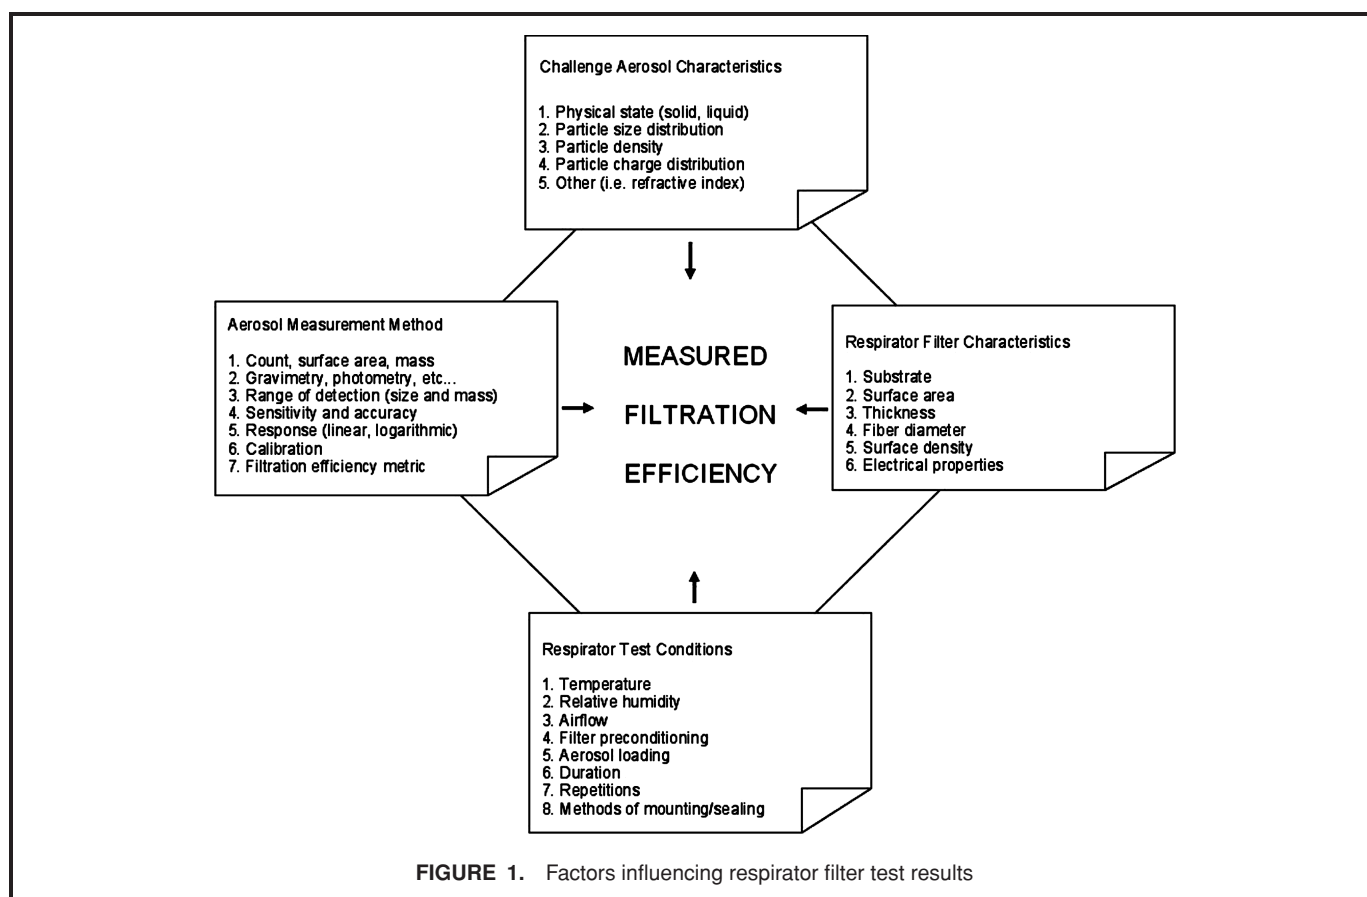 Challenge Aerosol Characteristics
1. Physical state (solid, liquid)
2. Particle size distribution
3. Particle density
4. Particle charge distribution
5. Other (i.e. refractive index)
Aerosol Measurement Method
1. Count, surface area, mass
2. Gravimetry, photometry, etc...
3. Range of detection (size and mass)
4. Sensitivity and accuracy
5. Response (linear, logarithmic)
6. Calibration
7. Filtration efficiency metric
MEASURED
FILTRATION
EFFICIENCY
Respirator Filter Characteristics
1. Substrate
2. Surface area
3. Thickness
4. Fiber diameter
5. Surface density
6. Electrical properties
Respirator Test Conditions
1. Temperature
2. Relative humidity
3. Airflow
4. Filter preconditioning
5. Aerosol loading
6. Duration
7. Repetitions
8. Methods of mounting/sealing
FIGURE 1. Factors influencing respirator filter test results